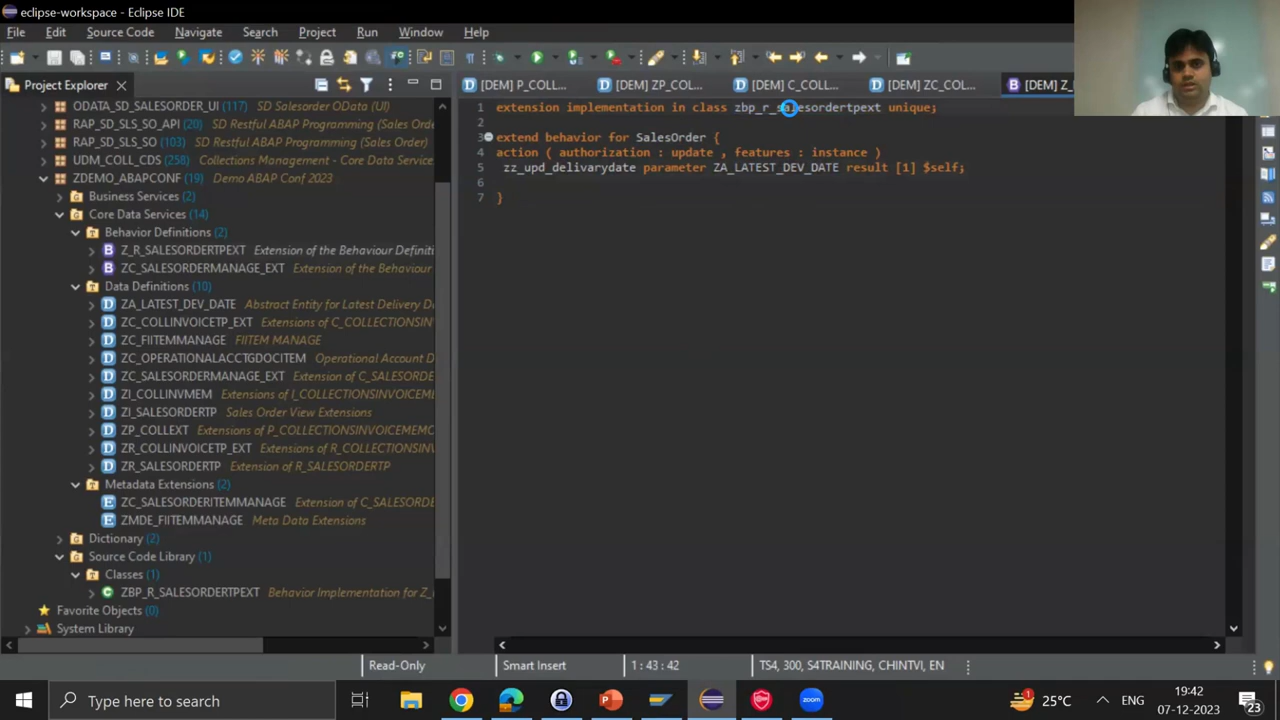 eclipse-workspace - Eclipse IDE
File Edit Source Code Navigate Search Project Run Window Help
Project Explorer
[DEM] P_COLL...
[DEM] ZP_COL...
[DEM] C_COLL...
[DEM] ZC_COL...
[DEM] Z_
ODATA_SD_SALESORDER_UI (117) SD Salesorder OData (UI)
RAP_SD_SLS_SO_API (20) SD Restful ABAP Programming (Sales Order)
RAP_SD_SLS_SO (103) SD Restful ABAP Programming (Sales Order)
UDM_COLL_CDS (258) Collections Management - Core Data Service
ZDEMO_ABAPCONF (19) Demo ABAP Conf 2023
Business Services (2)
Core Data Services (14)
Behavior Definitions (2)
Z_R_SALESORDERTPEXT Extension of the Behaviour Definiti
ZC_SALESORDERMANAGE_EXT Extension of the Behaviour
Data Definitions (10)
ZA_LATEST_DEV_DATE Abstract Entity for Latest Delivery D
ZC_COLLINVOICETP_EXT Extensions of C_COLLECTIONSIN
ZC_FIITEMMANAGE FIITEM MANAGE
ZC_OPERATIONALACCTGDOCITEM Operational Account D
ZC_SALESORDERMANAGE_EXT Extension of C_SALESORDE
ZI_COLLINVMEM Extensions of I_COLLECTIONSINVOICEME
ZI_SALESORDERTP Sales Order View Extensions
ZP_COLLEXT Extensions of P_COLLECTIONSINVOICEMEMC
ZR_COLLINVOICETP_EXT Extensions of R_COLLECTIONSINV
ZR_SALESORDERTP Extension of R_SALESORDERTP
Metadata Extensions (2)
ZC_SALESORDERITEMMANAGE Extension of C_SALESORDE
ZMDE_FIITEMMANAGE Meta Data Extensions
Dictionary (2)
Source Code Library (1)
Classes (1)
ZBP_R_SALESORDERTPEXT Behavior Implementation for Z_
Favorite Objects (0)
System Library
1 extension implementation in class zbp_r_salesordertpext unique;
2
3 extend behavior for SalesOrder {
4 action ( authorization : update , features : instance )
5 zz_upd_delivarydate parameter ZA_LATEST_DEV_DATE result [1] $self;
6
7 }
Read-Only
Smart Insert
1 : 43 : 42
TS4, 300, S4TRAINING, CHINTVI, EN
Type here to search
1
25°C
ENG
19:42
07-12-2023
23